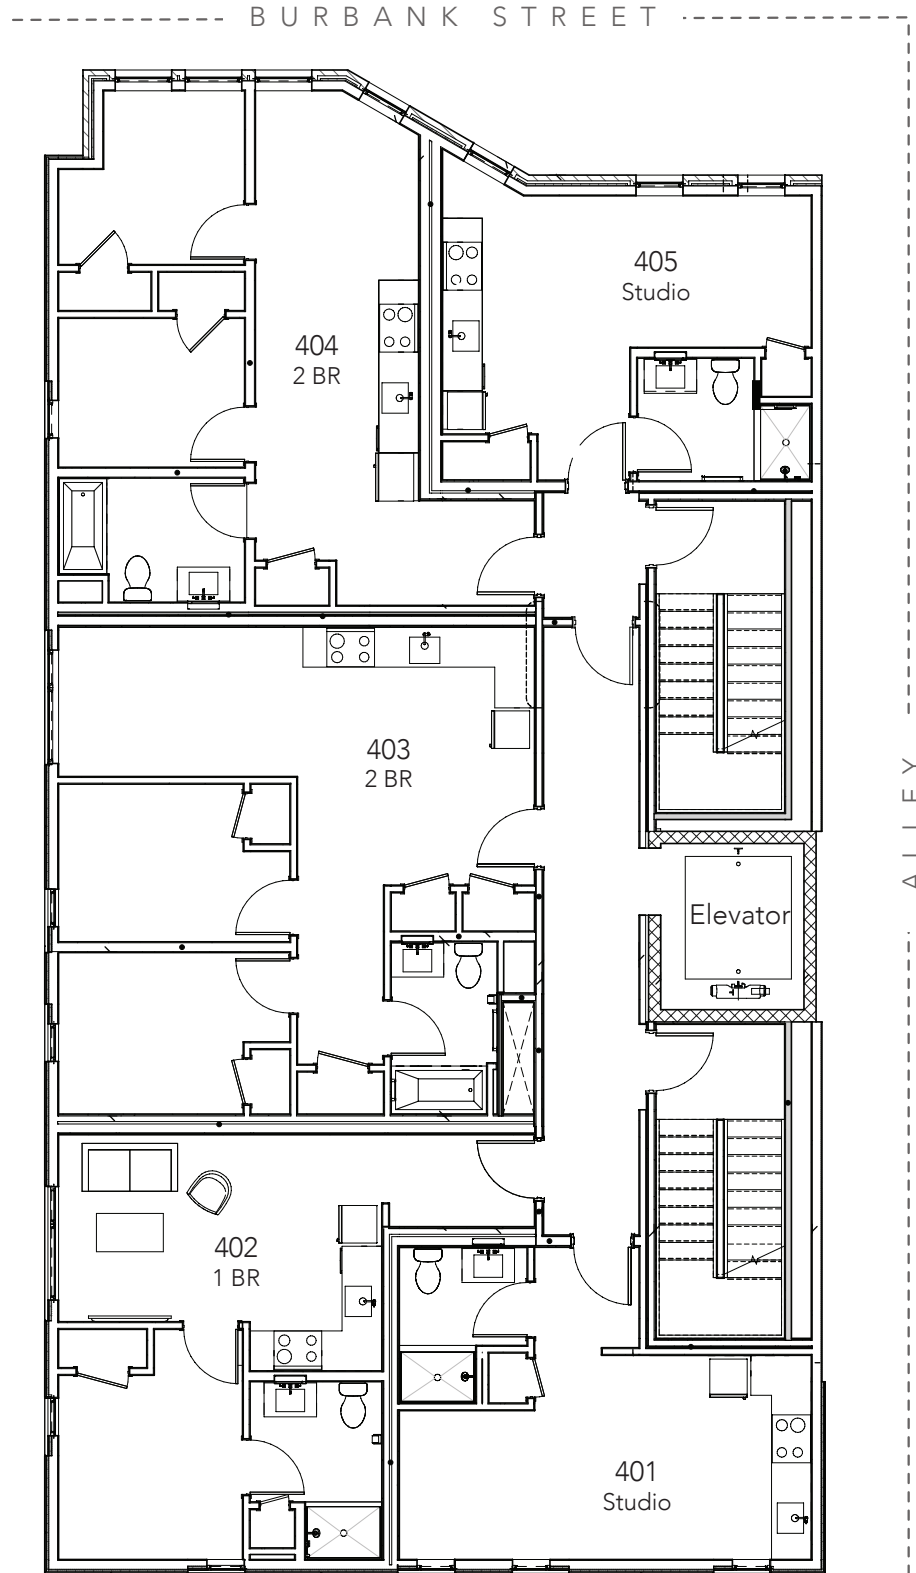 BURBANK STREET
405
Studio
404
2 BR
403
2 BR
ALLEY
Elevator
402
1 BR
401
Studio